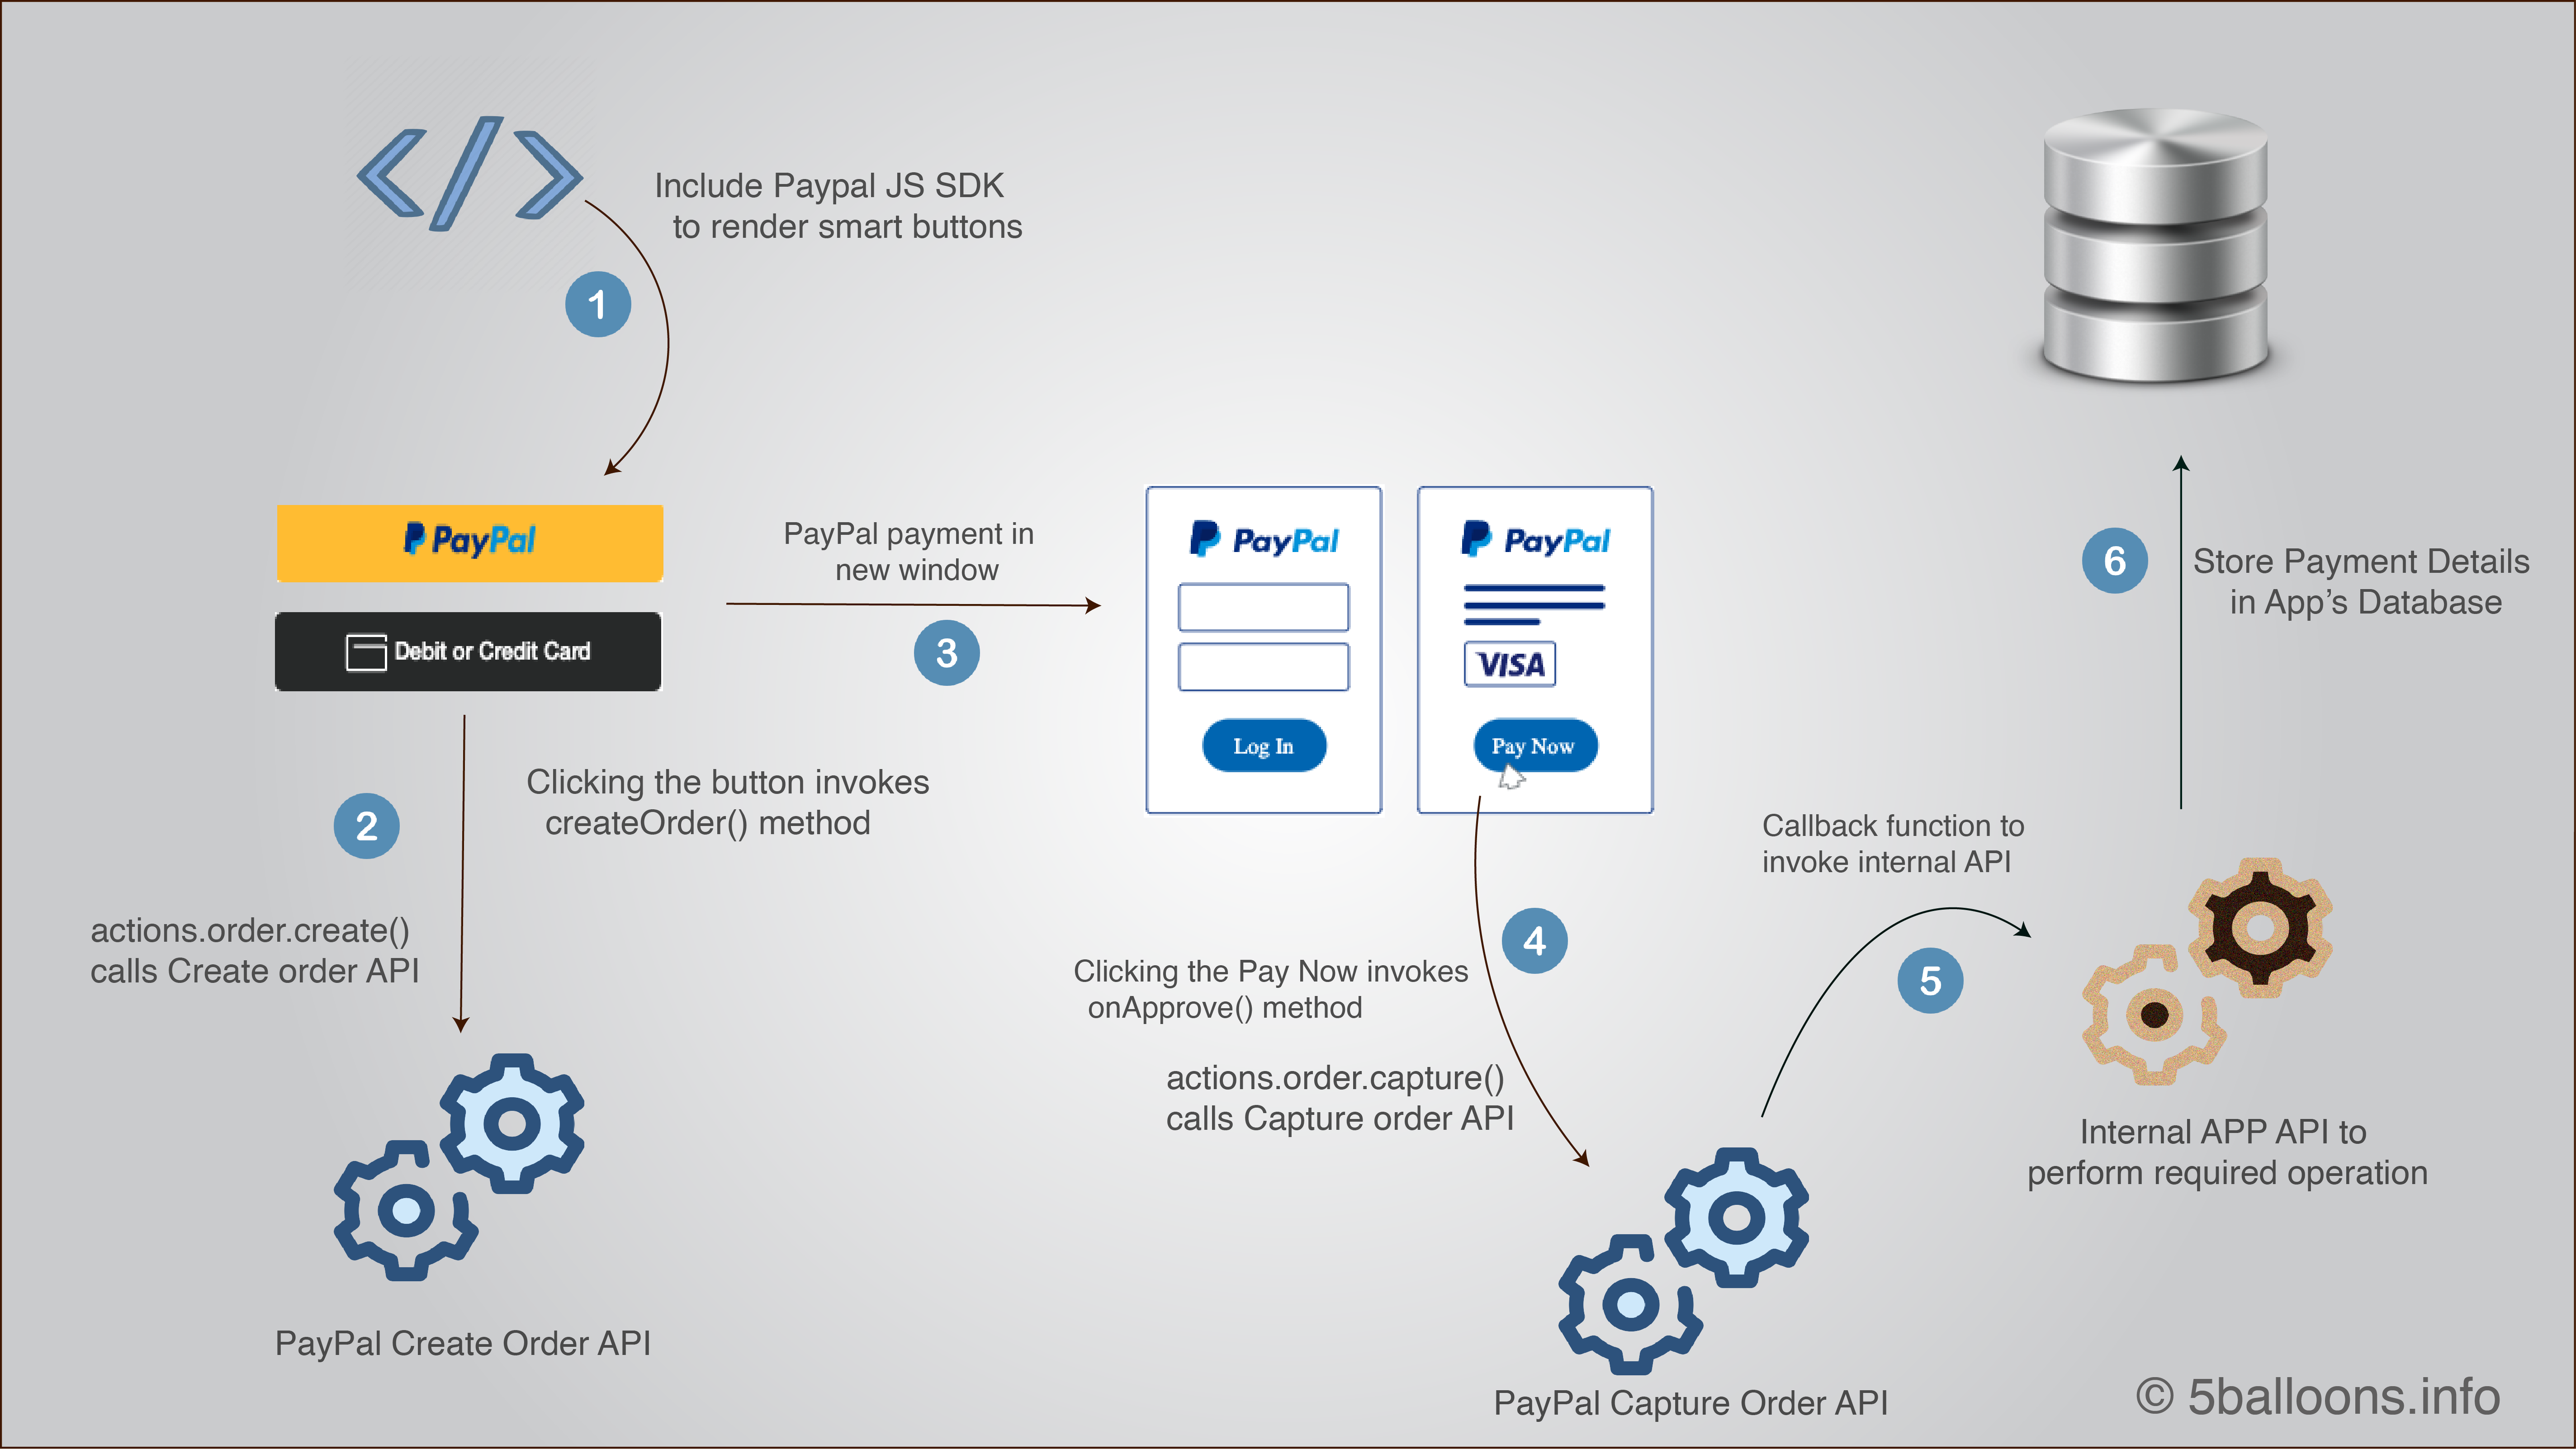 Include Paypal JS SDK
to render smart buttons
1
PayPal
Debit or Credit Card
PayPal payment in
new window
3
PayPal
Log In
PayPal
VISA
Pay Now
6
Store Payment Details
in App's Database
2
Clicking the button invokes
createOrder() method
actions.order.create()
calls Create order API
PayPal Create Order API
4
Clicking the Pay Now invokes
onApprove() method
actions.order.capture()
calls Capture order API
PayPal Capture Order API
Callback function to
invoke internal API
5
Internal APP API to
perform required operation
© 5balloons.info